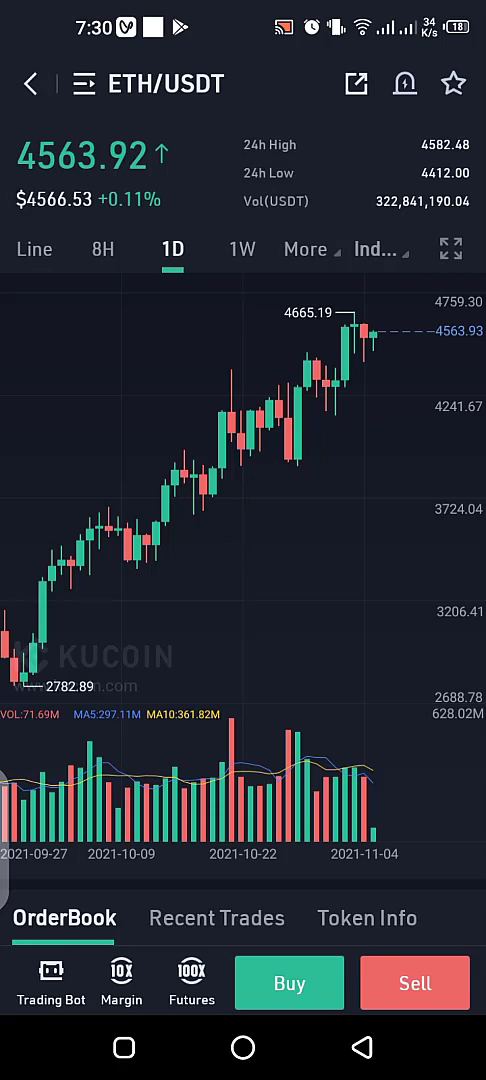 7:30
34
K/s
18
ETH/USDT
4563.92↑
$4566.53 +0.11%
24h High 4582.48
24h Low 4412.00
Vol(USDT) 322,841,190.04
Line 8H 1D 1W More Ind...
4759.30
4665.19
4563.93
4241.67
3724.04
3206.41
KUCOIN
2782.89
2688.78
VOL:71.69M MA5:297.11M MA10:361.82M
628.02M
2021-09-27 2021-10-09 2021-10-22 2021-11-04
OrderBook Recent Trades Token Info
10X 100X
Trading Bot Margin Futures Buy Sell